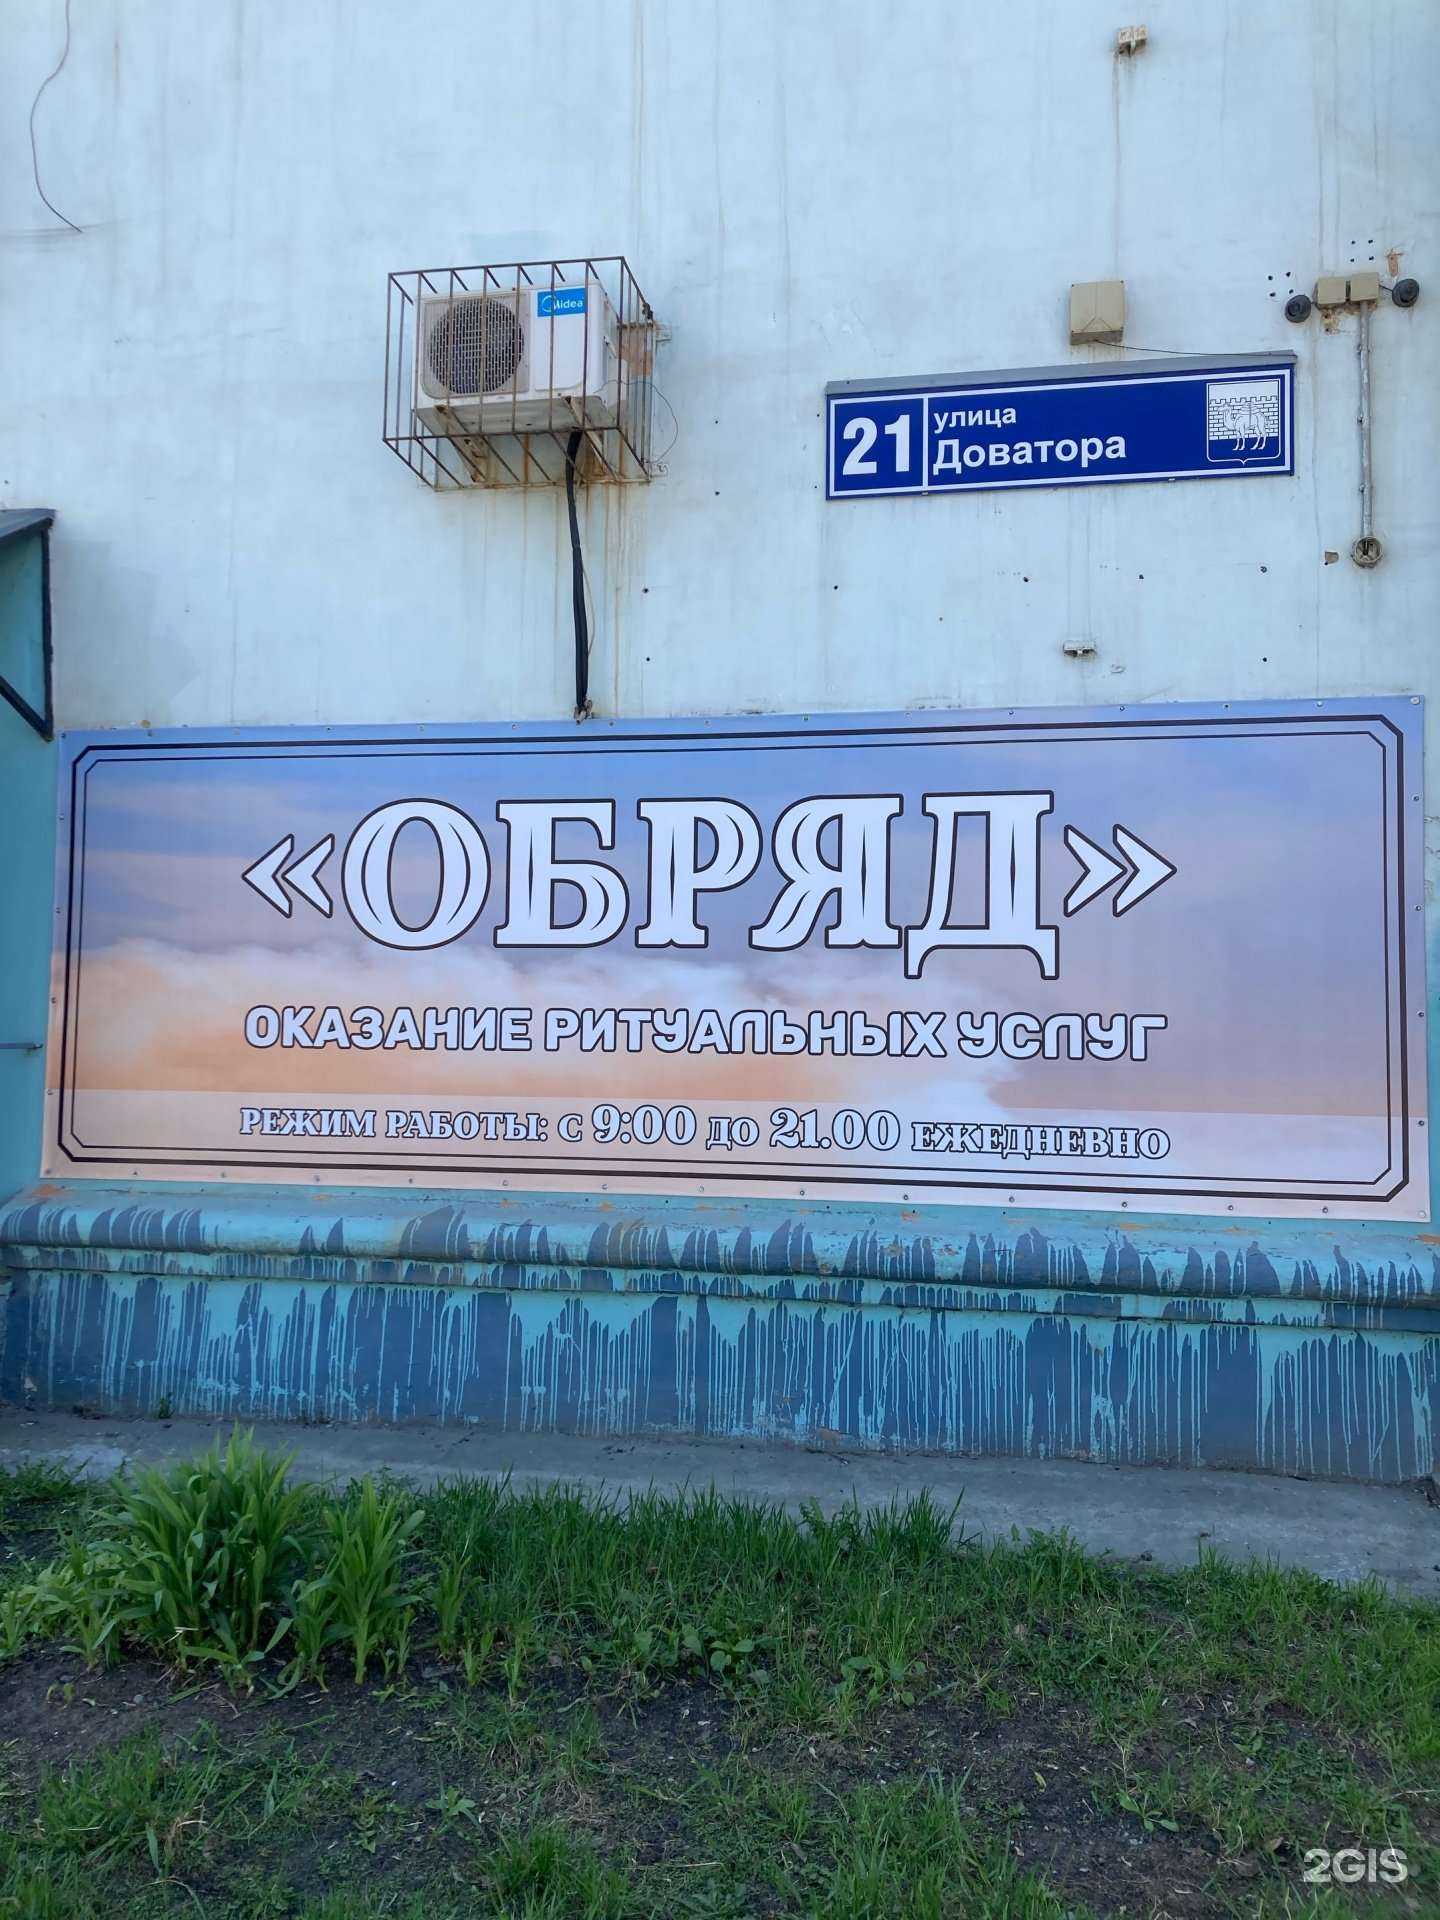 Midea
21
улица
Доватора
«ОБРЯД»
ОКАЗАНИЕ РИТУАЛЬНЫХ УСЛУГ
РЕЖИМ РАБОТЫ: С 9:00 ДО 21.00 ЕЖЕДНЕВНО
2GIS